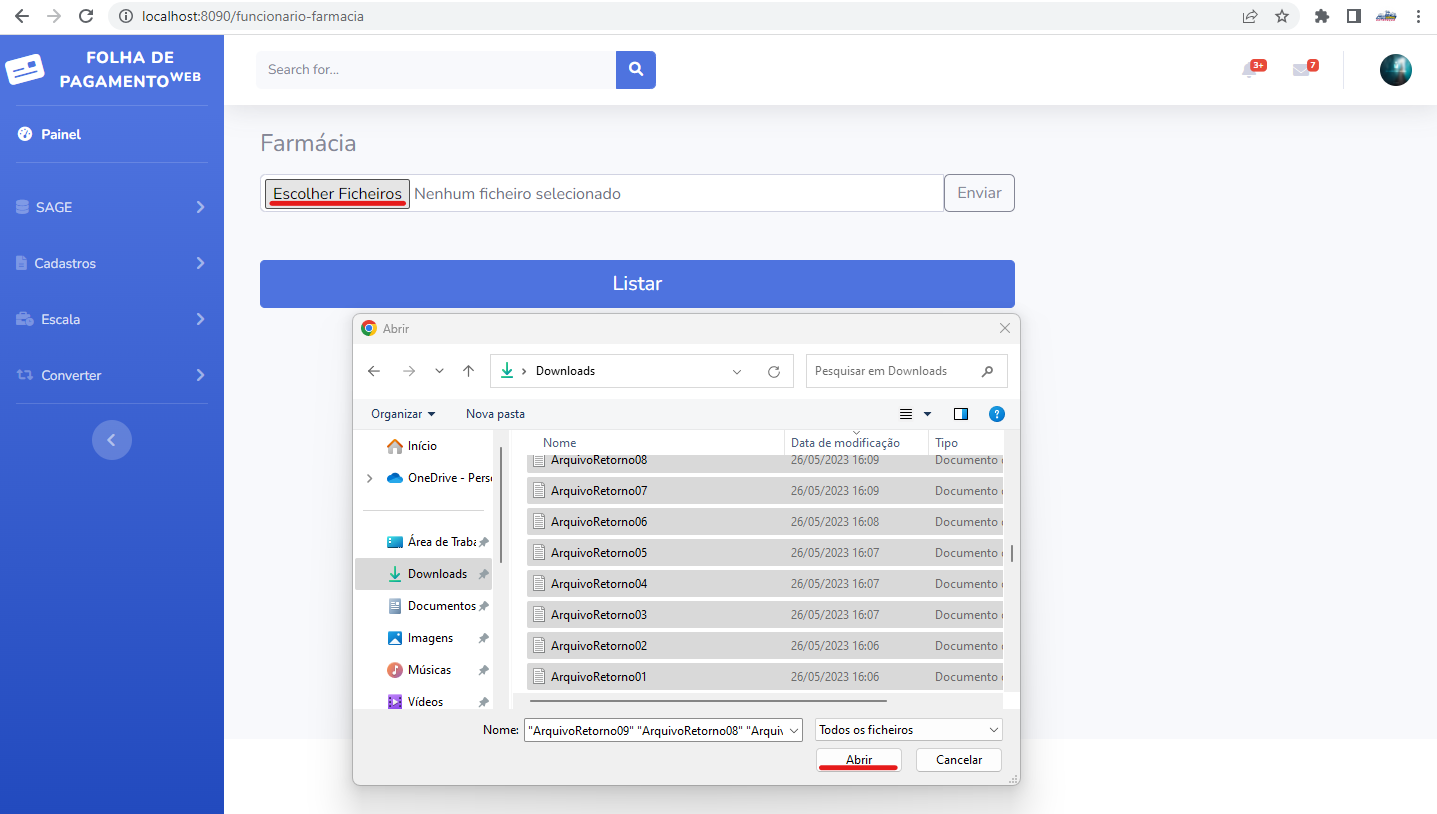 localhost:8090/funcionario-farmacia
FOLHA DE
PAGAMENTO WEB
Search for...
3+
7
Painel
SAGE
Cadastros
Escala
Converter
Farmácia
Escolher Ficheiros Nenhum ficheiro selecionado
Enviar
Listar
Abrir
Downloads
Pesquisar em Downloads
Organizar
Nova pasta
?
Início
OneDrive - Pers
Área de Traba
Downloads
Documentos
Imagens
Músicas
Vídeos
Nome Data de modificação Tipo
ArquivoRetorno08 26/05/2023 16:09 Documento
ArquivoRetorno07 26/05/2023 16:09 Documento
ArquivoRetorno06 26/05/2023 16:08 Documento
ArquivoRetorno05 26/05/2023 16:07 Documento
ArquivoRetorno04 26/05/2023 16:07 Documento
ArquivoRetorno03 26/05/2023 16:07 Documento
ArquivoRetorno02 26/05/2023 16:06 Documento
ArquivoRetorno01 26/05/2023 16:06 Documento
Nome: "ArquivoRetorno09" "ArquivoRetorno08" "Arquiv
Todos os ficheiros
Abrir
Cancelar